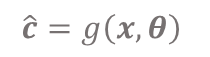 ĉ = g(x, θ)